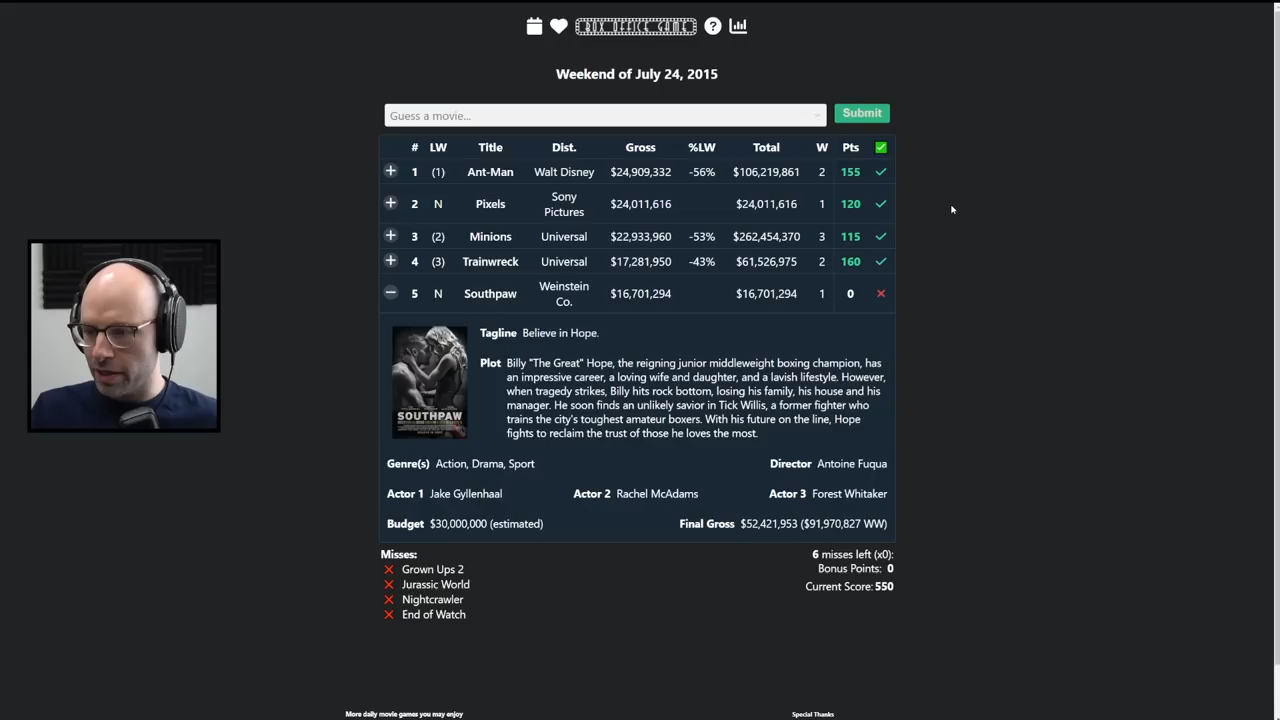 BOX OFFICE GAME ?
Weekend of July 24, 2015
Guess a movie... Submit
# LW Title Dist. Gross %LW Total W Pts
1 (1) Ant-Man Walt Disney $24,909,332 -56% $106,219,861 2 155
2 N Pixels Sony Pictures $24,011,616 $24,011,616 1 120
3 (2) Minions Universal $22,933,960 -53% $262,454,370 3 115
4 (3) Trainwreck Universal $17,281,950 -43% $61,526,975 2 160
5 N Southpaw Weinstein Co. $16,701,294 $16,701,294 1 0
SOUTHPAW
Tagline Believe in Hope.
Plot Billy "The Great" Hope, the reigning junior middleweight boxing champion, has
an impressive career, a loving wife and daughter, and a lavish lifestyle. However,
when tragedy strikes, Billy hits rock bottom, losing his family, his house and his
manager. He soon finds an unlikely savior in Tick Willis, a former fighter who
trains the city's toughest amateur boxers. With his future on the line, Hope
fights to reclaim the trust of those he loves the most.
Genre(s) Action, Drama, Sport Director Antoine Fuqua
Actor 1 Jake Gyllenhaal Actor 2 Rachel McAdams Actor 3 Forest Whitaker
Budget $30,000,000 (estimated) Final Gross $52,421,953 ($91,970,827 WW)
Misses: 6 misses left (x0):
Grown Ups 2 Bonus Points: 0
Jurassic World Current Score: 550
Nightcrawler
End of Watch
More daily movie games you may enjoy Special Thanks